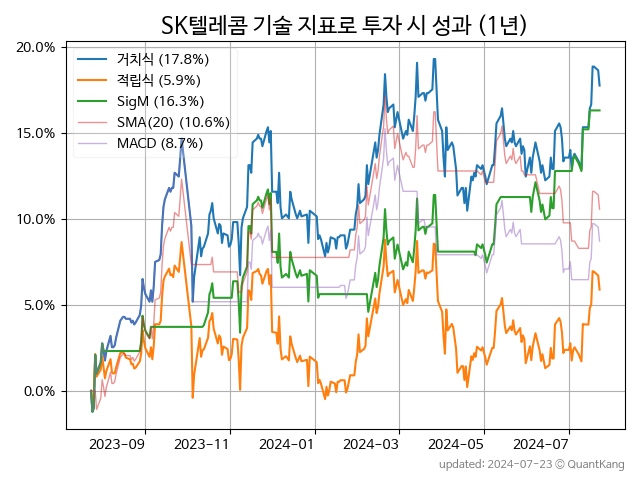 SK텔레콤 기술 지표로 투자 시 성과 (1년)
20.0%
15.0%
10.0%
5.0%
0.0%
거치식 (17.8%)
적립식 (5.9%)
SigM (16.3%)
SMA(20) (10.6%)
MACD (8.7%)
2023-09
2023-11
2024-01
2024-03
2024-05
2024-07
updated: 2024-07-23 © QuantKang